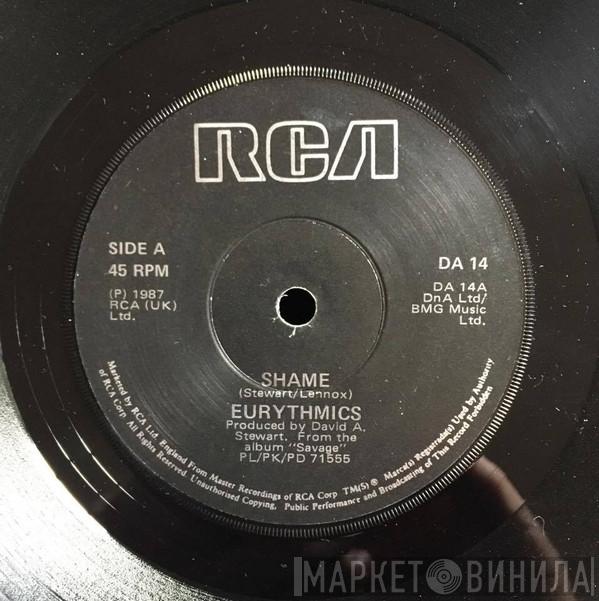 RCA
SIDE A
45 RPM
(P) 1987
RCA (UK)
Ltd.
DA 14
DA 14A
DnA Ltd/
BMG Music
Ltd.
SHAME
(Stewart/Lennox)
EURYTHMICS
Produced by David A.
Stewart. From the
album "Savage"
PL/PK/PD 71555
Marketed by RCA Ltd. England From Master Recordings of RCA Corp TM(S) ® Marca(s) Registrada(s) Used by Authority
of RCA Corp All Rights Reserved. Unauthorised Copying, Public Performance and Broadcasting of This Record Forbidden
МАРКЕТ ВИНИЛА